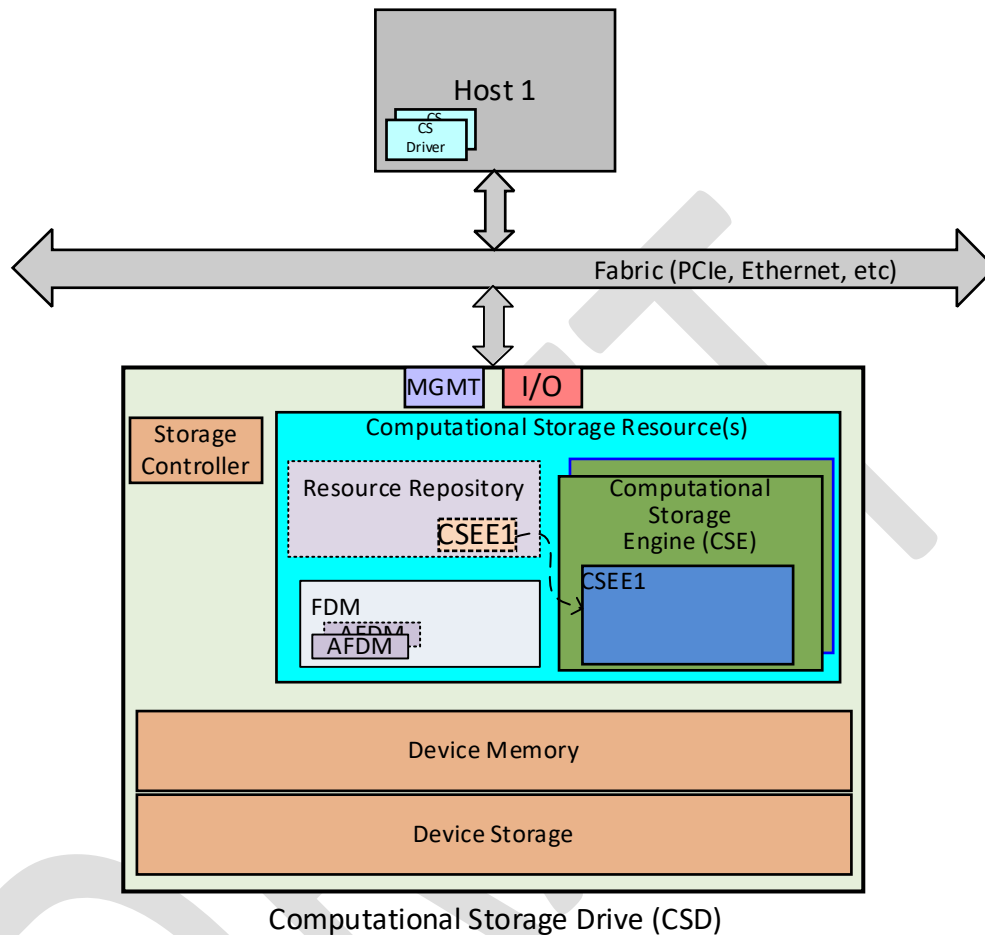 Host 1
CS
CS
Driver
Fabric (PCIe, Ethernet, etc)
MGMT
I/O
Storage
Controller
Computational Storage Resource(s)
Resource Repository
CSEE1
Computational
Storage
Engine (CSE)
CSEE1
FDM
AFDM
AFDM
Device Memory
Device Storage
Computational Storage Drive (CSD)